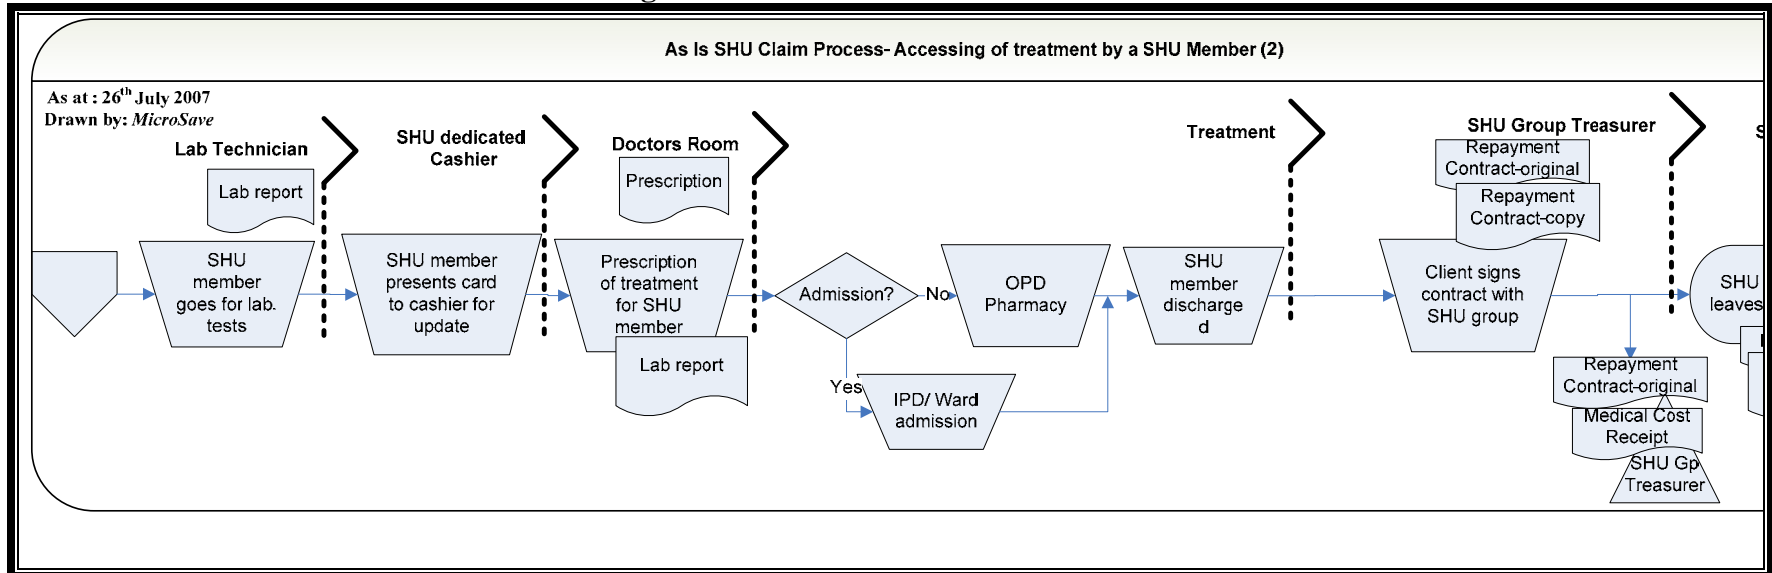 As Is SHU Claim Process- Accessing of treatment by a SHU Member (2)
As at : 26th July 2007
Drawn by: MicroSave
Lab Technician
SHU dedicated
Cashier
Doctors Room
Treatment
SHU Group Treasurer
Lab report
Prescription
Repayment
Contract-original
Repayment
Contract-copy
SHU
member
goes for lab.
tests
SHU member
presents card
to cashier for
update
Prescription
of treatment
for SHU
member
Lab report
Admission?
No
Yes
OPD
Pharmacy
IPD/ Ward
admission
SHU
member
discharge
d
Client signs
contract with
SHU group
SHU
leaves
Repayment
Contract-original
Medical Cost
Receipt
SHU Gp
Treasurer